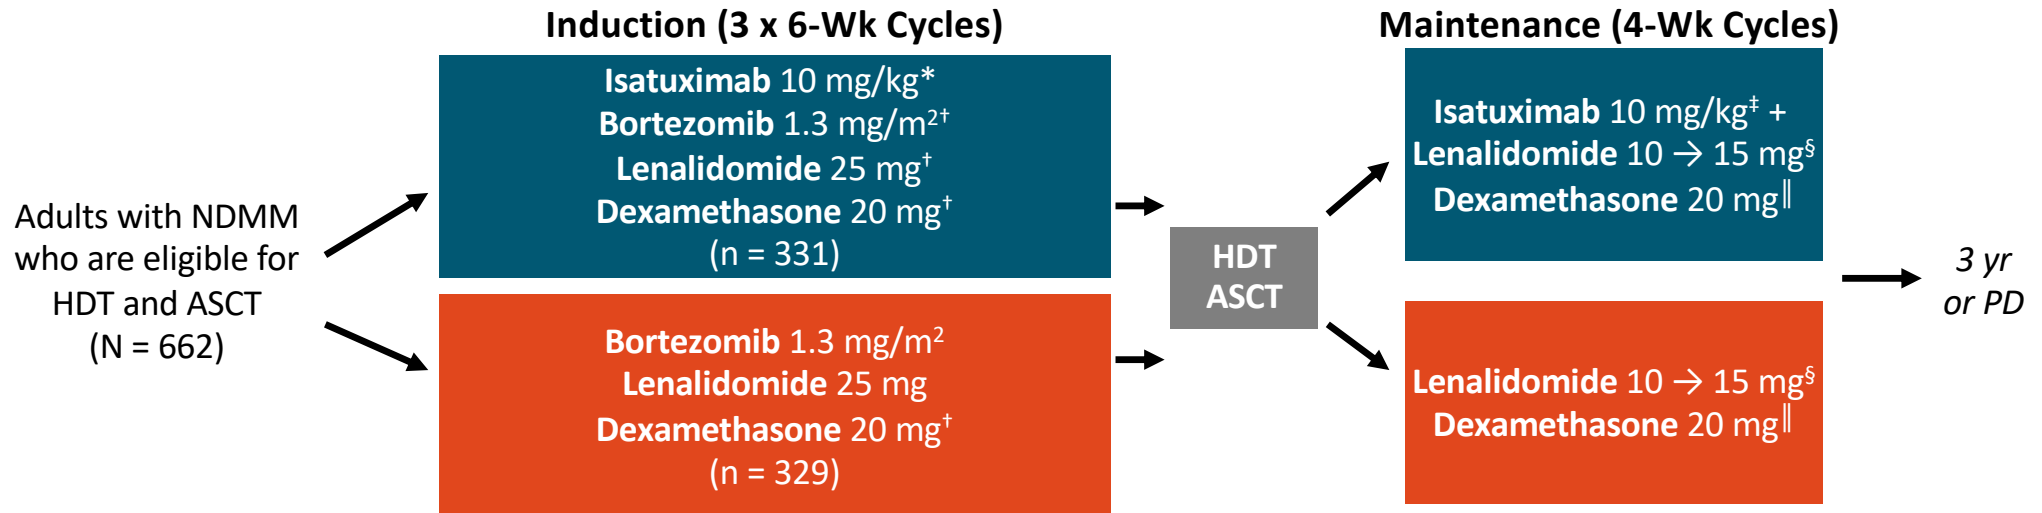 Induction (3 x 6-Wk Cycles)
Maintenance (4-Wk Cycles)
Adults with NDMM
who are eligible for
HDT and ASCT
(N = 662)
Isatuximab 10 mg/kg*
Bortezomib 1.3 mg/m²†
Lenalidomide 25 mg†
Dexamethasone 20 mg†
(n = 331)
Bortezomib 1.3 mg/m²
Lenalidomide 25 mg
Dexamethasone 20 mg†
(n = 329)
HDT
ASCT
Isatuximab 10 mg/kg‡ +
Lenalidomide 10 → 15 mg§
Dexamethasone 20 mg‖
Lenalidomide 10 → 15 mg§
Dexamethasone 20 mg‖
3 yr
or PD